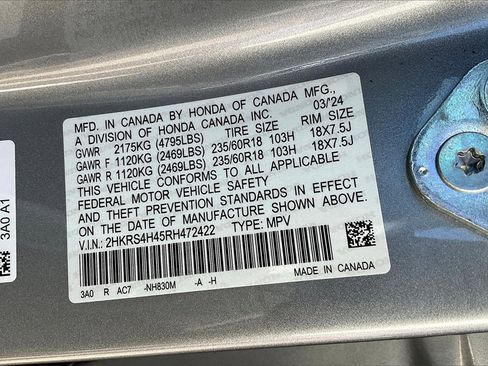 MFD. IN CANADA BY HONDA OF CANADA MFG.,
A DIVISION OF HONDA CANADA INC. 03/24
GVWR 2175KG (4795LBS) TIRE SIZE RIM SIZE
GAWR F 1120KG (2469LBS) 235/60R18 103H 18X7.5J
GAWR R 1120KG (2469LBS) 235/60R18 103H 18X7.5J
THIS VEHICLE CONFORMS TO ALL APPLICABLE
FEDERAL MOTOR VEHICLE SAFETY
AND THEFT PREVENTION STANDARDS IN EFFECT
ON THE DATE OF MANUFACTURE SHOWN ABOVE.
V.I.N.: 2HKRS4H45RH472422 TYPE: MPV
3A0 R AC7 -NH830M -A -H
MADE IN CANADA
3A0 A1